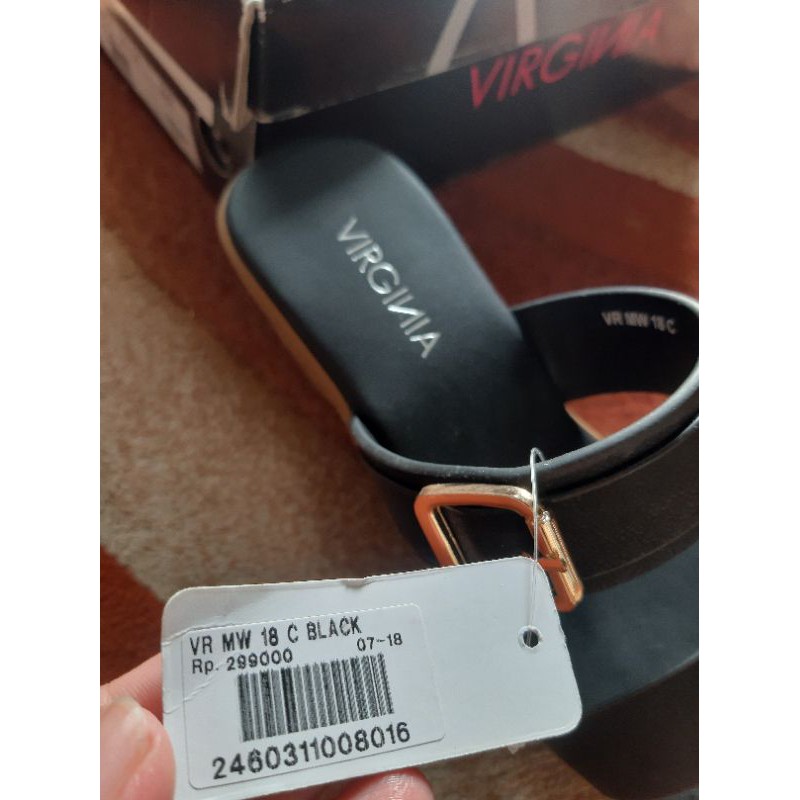 VIRGINIA
VIRGINIA
VR MW 18 C
VR MW 18 C BLACK
Rp. 299000 07-18
2460311008016